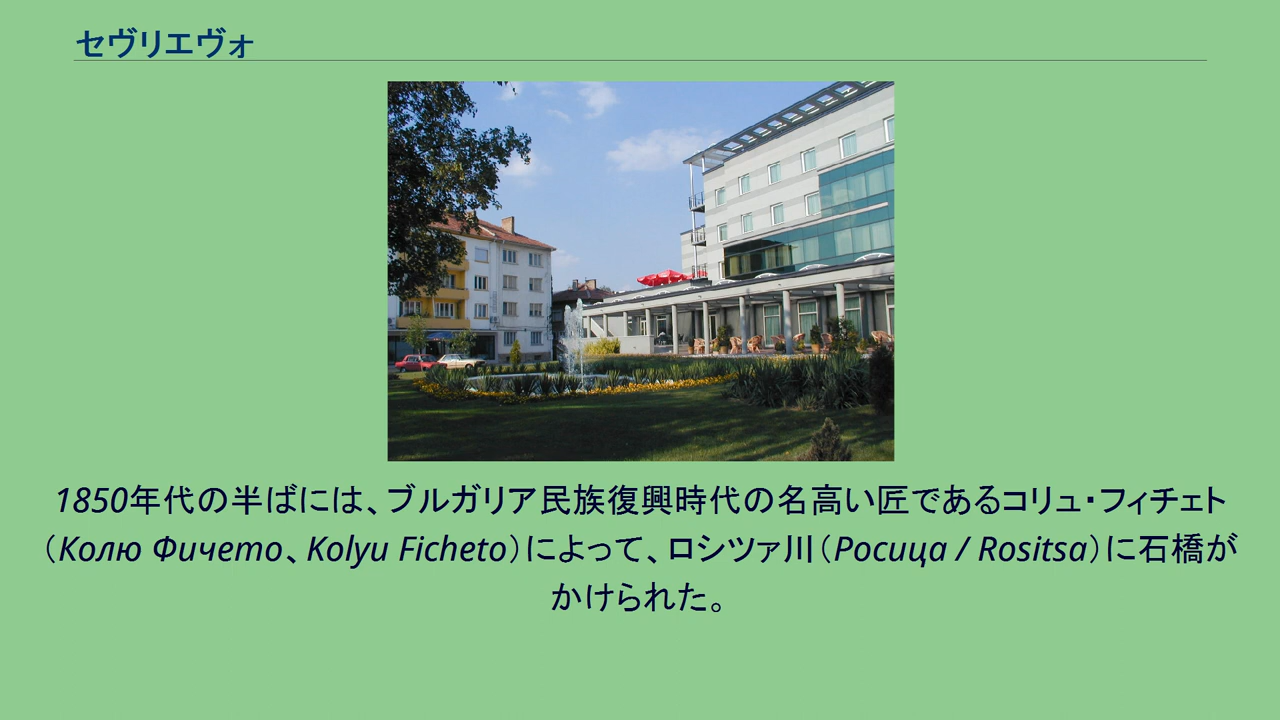 セヴリエヴォ
1850年代の半ばには、ブルガリア民族復興時代の名高い匠であるコリュ・フィチェト
（Колю Фичето、Kolyu Ficheto）によって、ロシツァ川（Росица / Rositsa）に石橋が
かけられた。